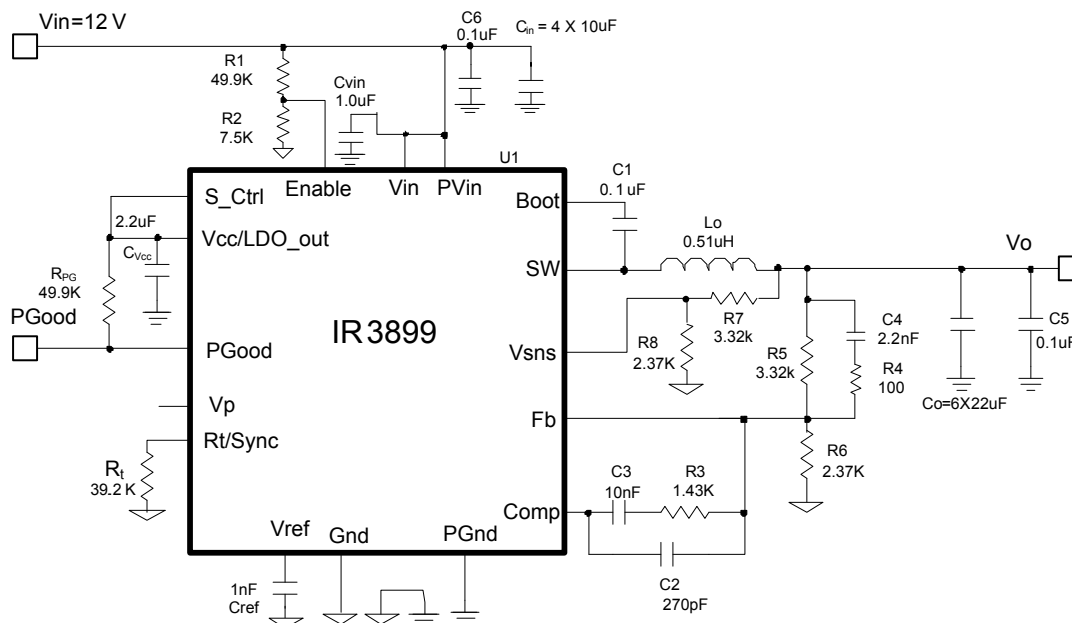 Vin=12 V
C6
0.1uF
Cin = 4 X 10uF
R1
49.9K
Cvin
1.0uF
R2
7.5K
U1
Enable
Vin
PVin
C1
0.1uF
S_Ctrl
Boot
2.2uF
Vcc/LDO_out
CVcc
Lo
0.51uH
Vo
SW
RPG
49.9K
PGood
IR3899
R7
3.32k
C4
2.2nF
C5
0.1uF
PGood
Vsns
R8
2.37K
R5
3.32k
R4
100
Co=6X22uF
Vp
Fb
Rt/Sync
Rt
39.2 K
R6
2.37K
C3
10nF
R3
1.43K
Comp
Vref
Gnd
PGnd
1nF
Cref
C2
270pF